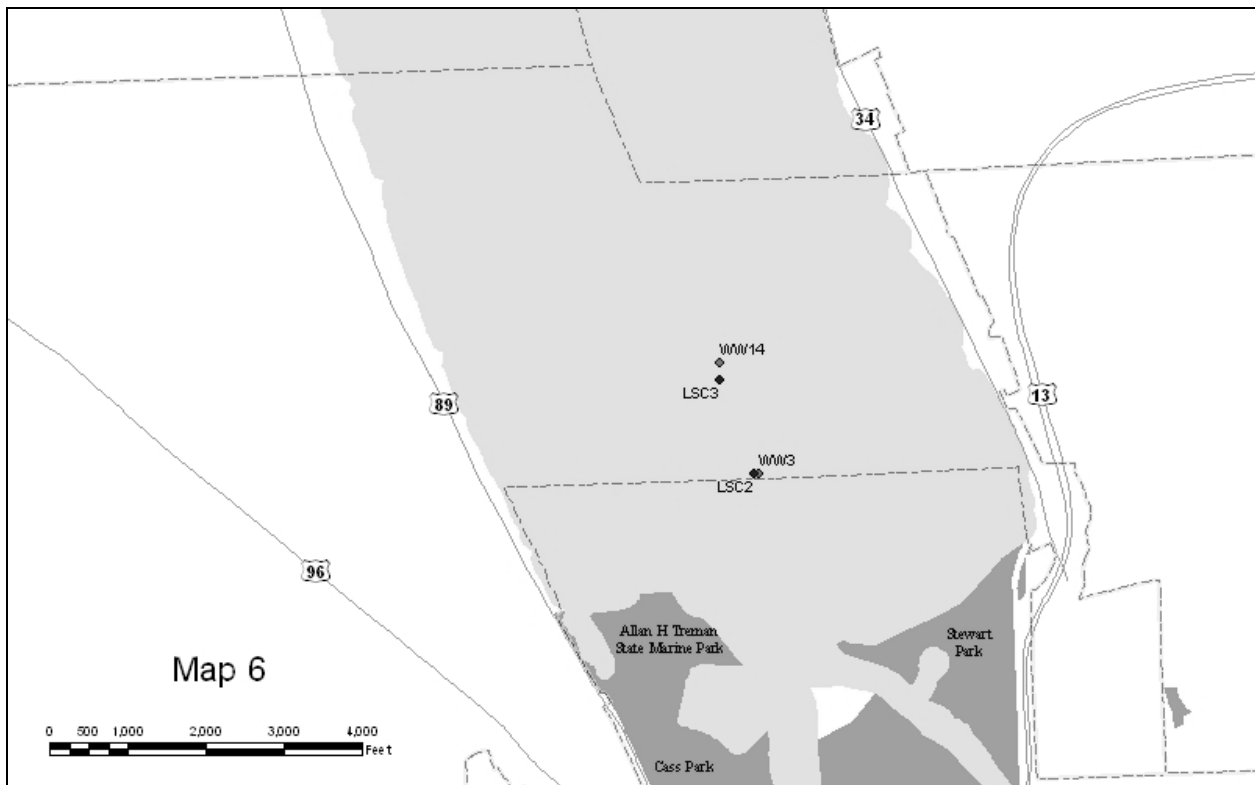 34
WW14
LSC3
89
13
WW3
LSC2
96
Allan H Treman
State Marine Park
Stewart
Park
Map 6
0 500 1,000 2,000 3,000 4,000
Feet
Cass Park